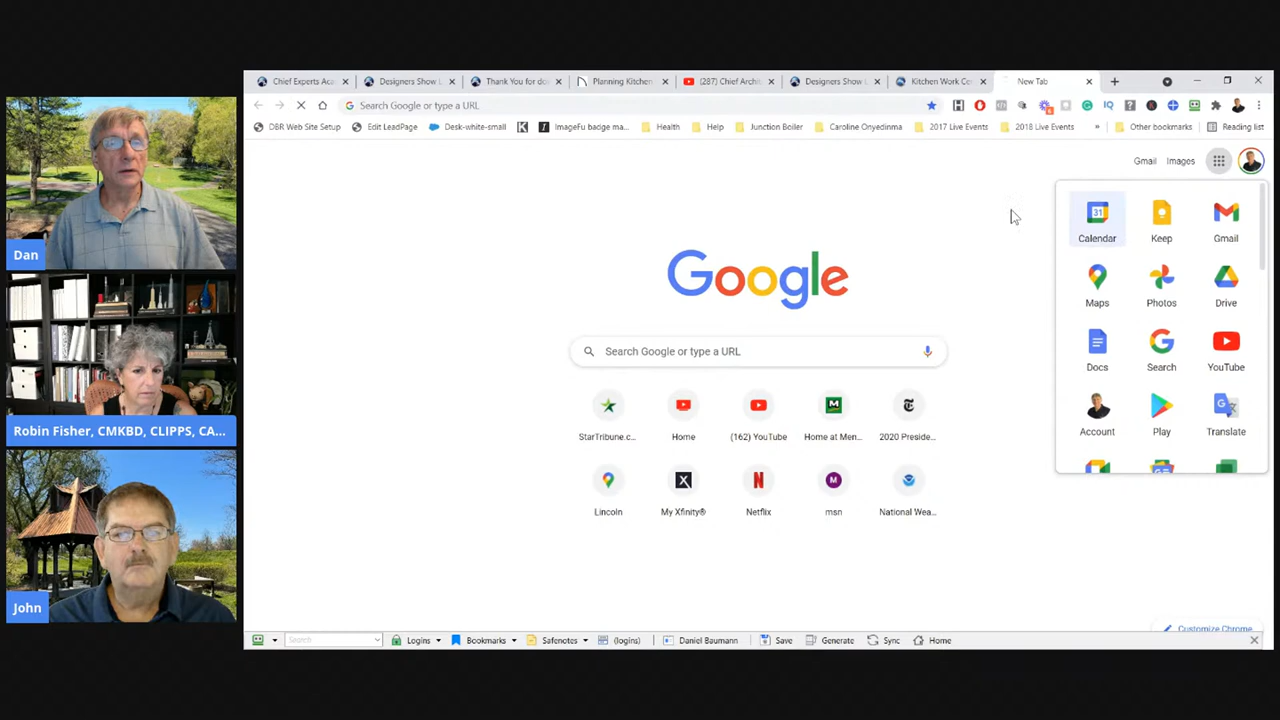 Chief Experts Aca
Designers Show L
Thank You for do
Planning Kitchen
(287) Chief Archit
Designers Show L
Kitchen Work Ce
New Tab
Search Google or type a URL
DBR Web Site Setup
Edit LeadPage
Desk-white-small
ImageFu badge ma...
Health
Help
Junction Boiler
Caroline Onyedinma
2017 Live Events
2018 Live Events
»
Other bookmarks
Reading list
Gmail
Images
31
Calendar
Keep
Gmail
Maps
Photos
Drive
Docs
Search
YouTube
Account
Play
Translate
Google
Search Google or type a URL
StarTribune.c...
Home
(162) YouTube
Home at Men...
2020 Preside...
Lincoln
My Xfinity®
Netflix
msn
National Wea...
Customize Chrome
Search
Logins
Bookmarks
Safenotes
(logins)
Daniel Baumann
Save
Generate
Sync
Home
Dan
Robin Fisher, CMKBD, CLIPPS, CA...
John